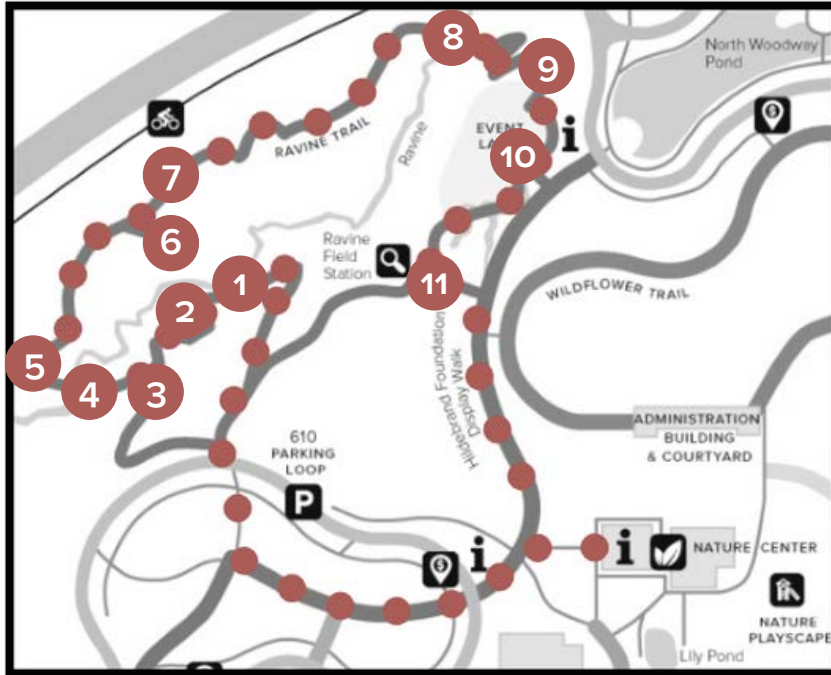 8
North Woodway
Pond
9
RAVINE TRAIL
Ravine
EVENT
i
10
7
6
Ravine
Field
Station
1
11
2
WILDFLOWER TRAIL
Hildebrand Foundation
Display Walk
5
4
3
610
PARKING
LOOP
P
ADMINISTRATION
BUILDING
& COURTYARD
$
i
i
NATURE CENTER
NATURE
PLAYSCAPE
Lily Pond
$